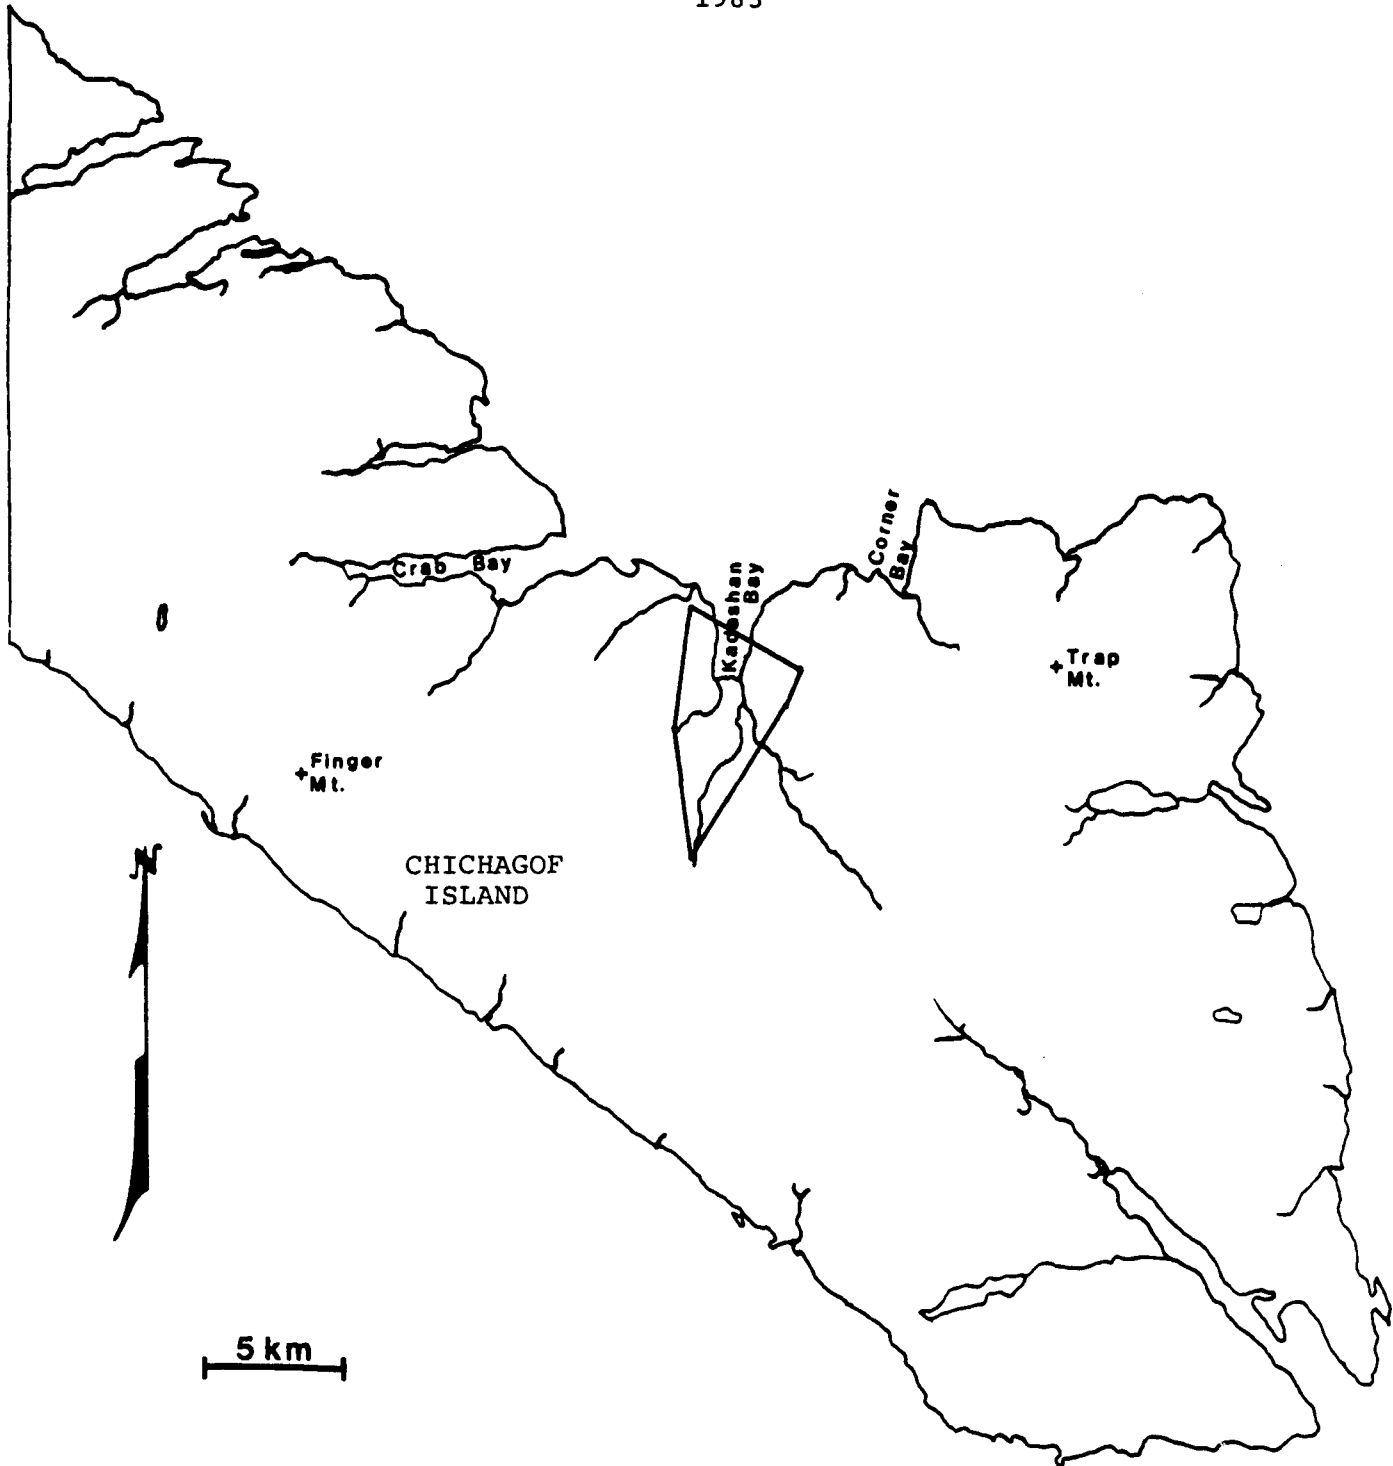 Corner
Bay
Crab Bay
Kadashan
Bay
Trap
Mt.
Finger
Mt.
N
CHICHAGOF
ISLAND
5 km